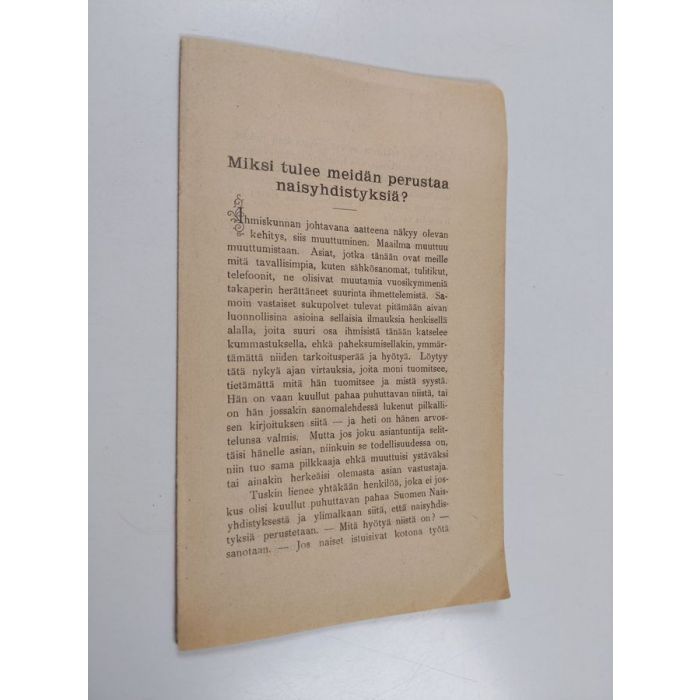 Miksi tulee meidän perustaa
naisyhdistyksiä?
Ihmiskunnan johtavana aatteena näkyy olevan
kehitys, siis muuttuminen. Maailma muuttuu
muuttumistaan. Asiat, jotka tänään ovat meille
mitä tavallisimpia, kuten sähkösanomat, tulitikut,
telefoonit, ne olisivat muutamia vuosikymmeniä
takaperin herättäneet suurinta ihmettelemistä. Sa-
moin vastaiset sukupolvet tulevat pitämään aivan
luonnollisina asioina sellaisia ilmauksia henkisellä
alalla, joita suuri osa ihmisistä tänään katselee
kummastuksella, ehkä paheksumisellakin, ymmär-
tämättä niiden tarkoitusperää ja hyötyä. Löytyy
tätä nykyä ajan virtauksia, joita moni tuomitsee,
tietämättä mitä hän tuomitsee ja mistä syystä.
Hän on vaan kuullut pahaa puhuttavan niistä, tai
on hän jossakin sanomalehdessä lukenut pilkalli-
sen kirjoituksen siitä — ja heti on hänen arvos-
telunsa valmis. Mutta jos joku asiantuntija selit-
täisi hänelle asian, niinkuin se todellisuudessa on,
niin tuo sama pilkkaaja ehkä muuttuisi ystäväksi
tai ainakin herkeäisi olemasta asian vastustaja.
Tuskin lienee yhtäkään henkilöä, joka ei jos-
kus olisi kuullut puhuttavan pahaa Suomen Nais-
yhdistyksestä ja ylimalkaan siitä, että naisyhdis-
tyksiä perustetaan. — Mitä hyötyä niistä on? —
sanotaan. — Jos naiset istuisivat kotona työtä